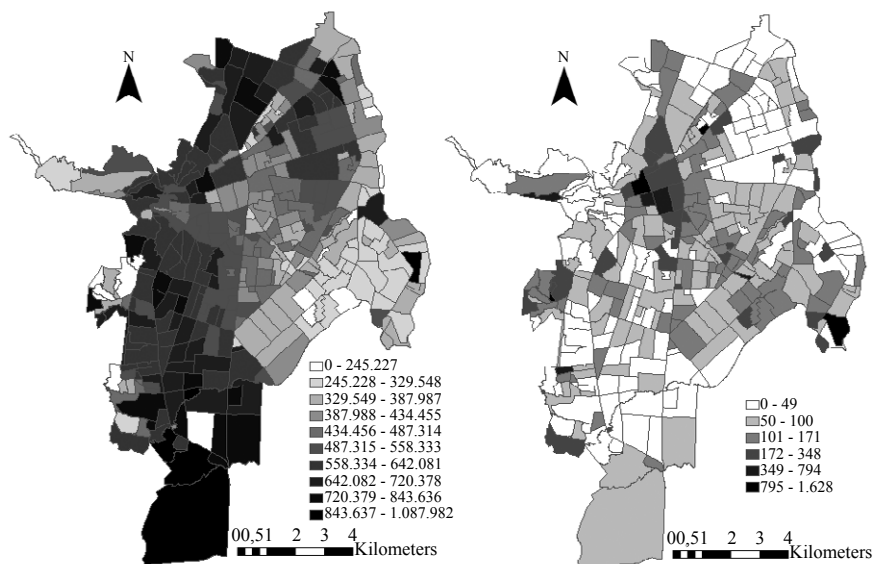 N
0 - 245.227
245.228 - 329.548
329.549 - 387.987
387.988 - 434.455
434.456 - 487.314
487.315 - 558.333
558.334 - 642.081
642.082 - 720.378
720.379 - 843.636
843.637 - 1.087.982
00,51 2 3 4
Kilometers
N
0 - 49
50 - 100
101 - 171
172 - 348
349 - 794
795 - 1.628
00,51 2 3 4
Kilometers